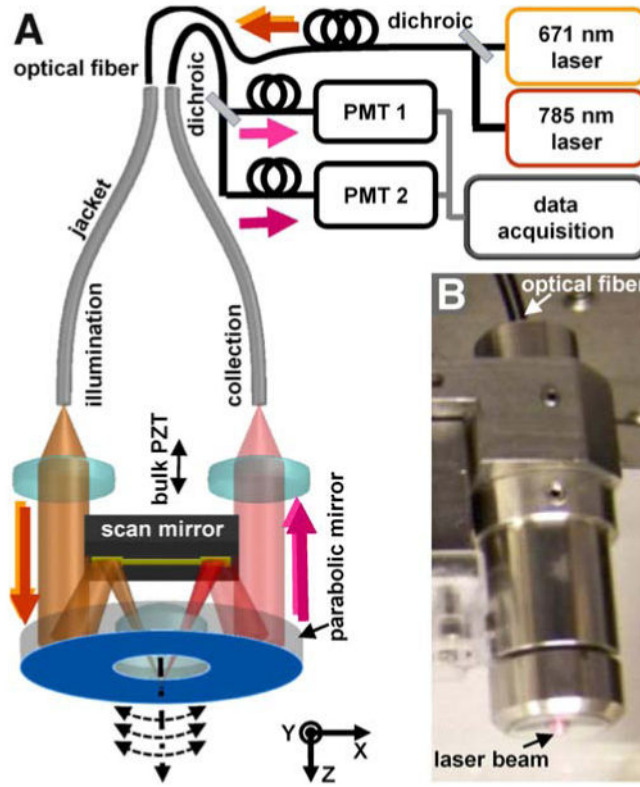 A
dichroic
671 nm
laser
optical fiber
dichroic
PMT 1
785 nm
laser
PMT 2
data
acquisition
jacket
B
optical fiber
illumination
collection
bulk PZT
scan mirror
parabolic mirror
Y
X
Z
laser beam